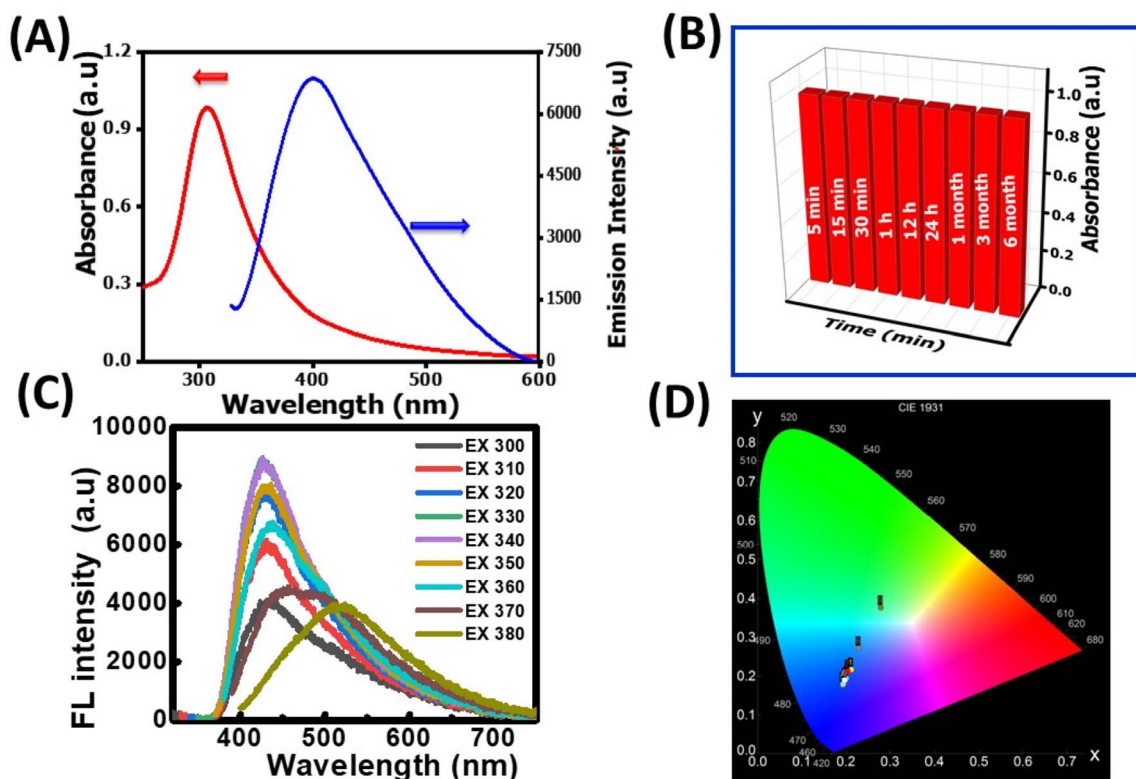 (A)
1.2
0.9
0.6
0.3
0.0
Absorbance (a.u)
7500
6000
4500
3000
1500
0
Emission Intensity (a.u)
300
400
500
600
Wavelength (nm)
(B)
5 min
15 min
30 min
1 h
12 h
24 h
1 month
3 month
6 month
1.0
0.8
0.6
0.4
0.2
0.0
Absorbance (a.u
Time (min)
(C)
10000
8000
6000
4000
2000
0
FL intensity (a.u)
EX 300
EX 310
EX 320
EX 330
EX 340
EX 350
EX 360
EX 370
EX 380
400
500
600
700
Wavelength (nm)
(D)
CIE 1931
y
0.8
0.7
0.6
0.5
0.4
0.3
0.2
0.1
0.0
520
530
540
550
560
570
580
590
600
610
620
680
510
500
490
480
470
460
420
0.0
0.1
0.2
0.3
0.4
0.5
0.6
0.7
x